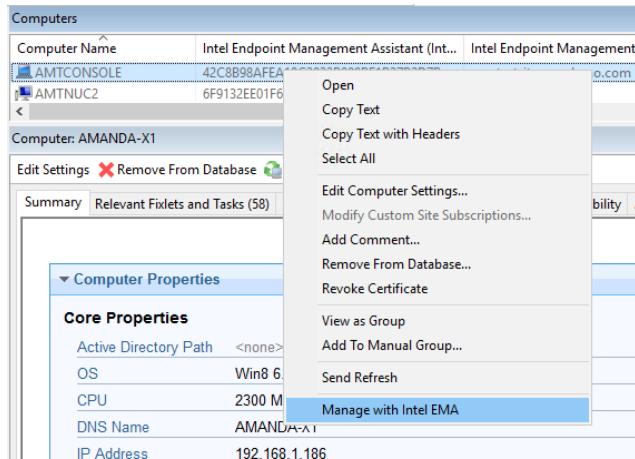 Computers
Computer Name Intel Endpoint Management Assistant (Int... Intel Endpoint Management
AMTCONSOLE o.com
AMTNUC2 6F9132EE01F6
Computer: AMANDA-X1
Edit Settings Remove From Database
Summary Relevant Fixlets and Tasks (58) bility
Computer Properties
Core Properties
Active Directory Path <none>
OS Win8 6.
CPU 2300 M
DNS Name AMANDA-X1
IP Address 192.168.1.186
Open
Copy Text
Copy Text with Headers
Select All
Edit Computer Settings...
Modify Custom Site Subscriptions...
Add Comment...
Remove From Database...
Revoke Certificate
View as Group
Add To Manual Group...
Send Refresh
Manage with Intel EMA